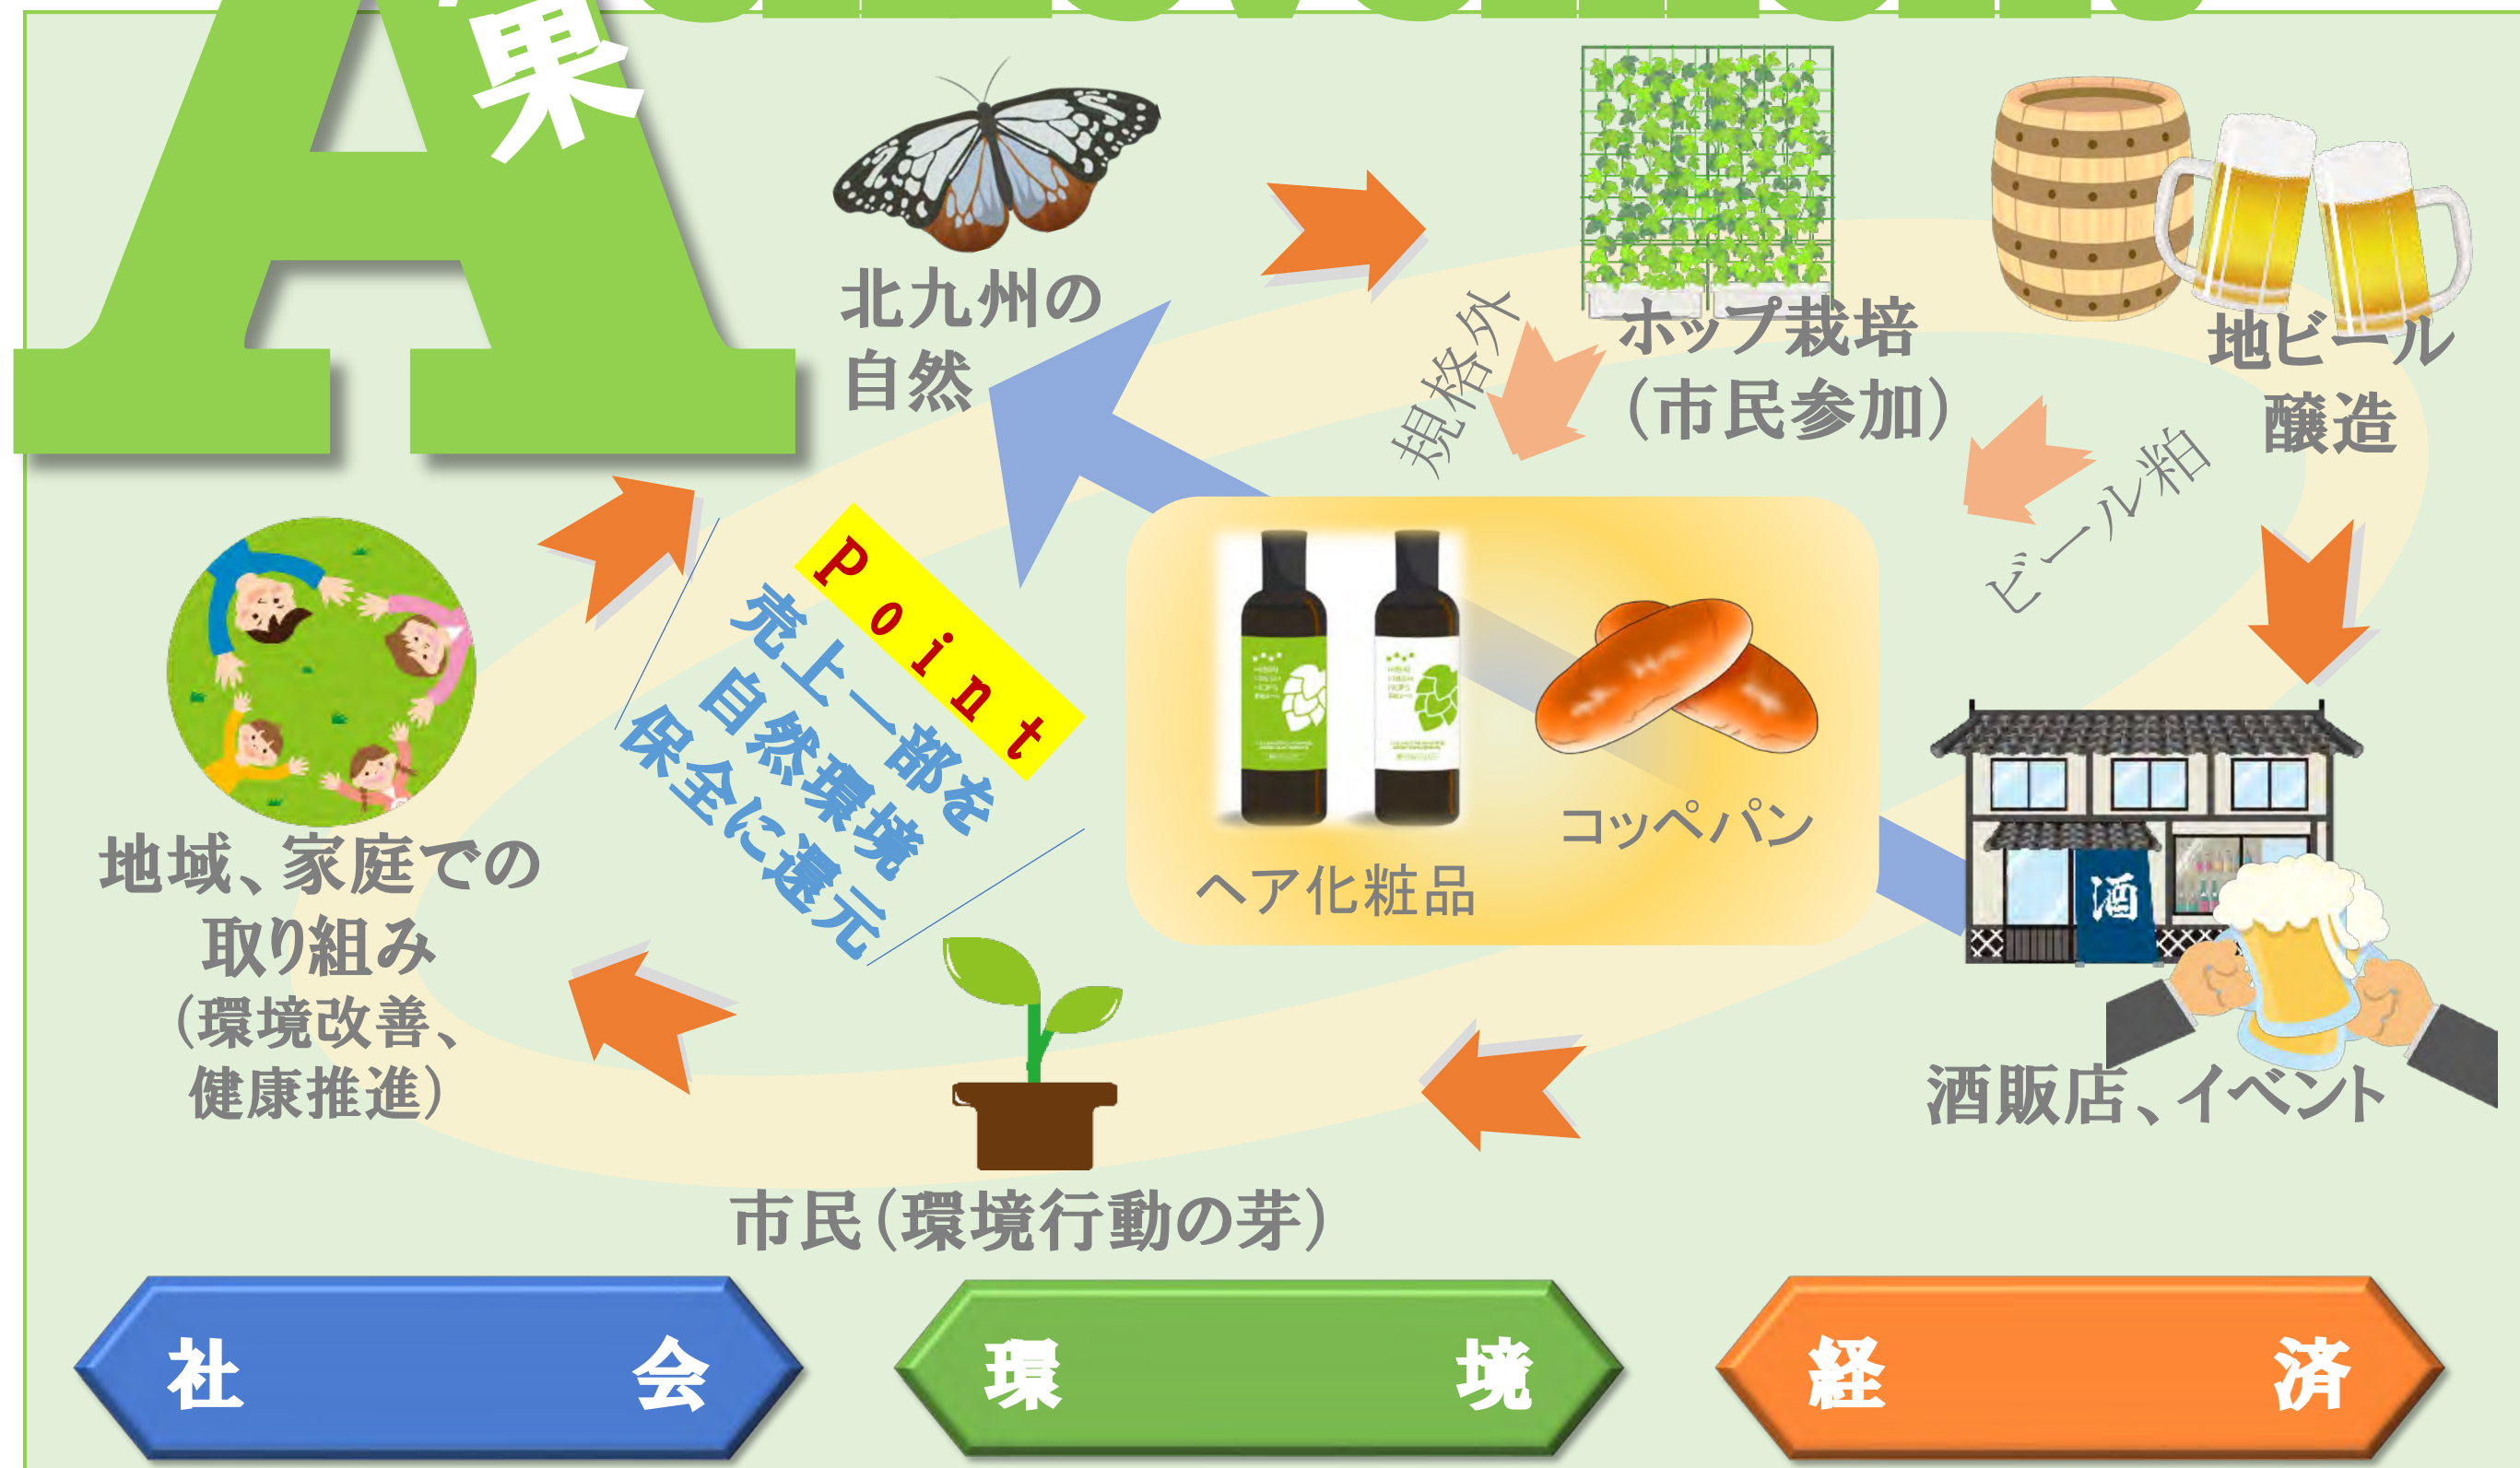 果
北九州の
自然
ホップ栽培
(市民参加)
地ビール
醸造
規格外
ビール粕
Point
売上一部を
自然環境
保全に還元
ヘア化粧品
コッペパン
酒
地域、家庭での
取り組み
(環境改善、
健康推進)
酒販店、イベント
市民(環境行動の芽)
社会
環境
経済